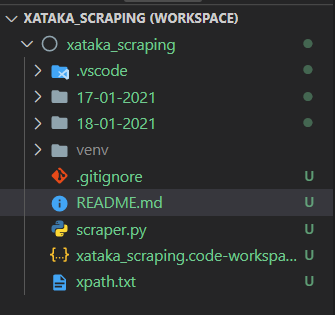 XATAKA_SCRAPING (WORKSPACE)
xataka_scraping
.vscode
17-01-2021
18-01-2021
venv
.gitignore U
README.md U
scraper.py U
xataka_scraping.code-workspa... U
xpath.txt U